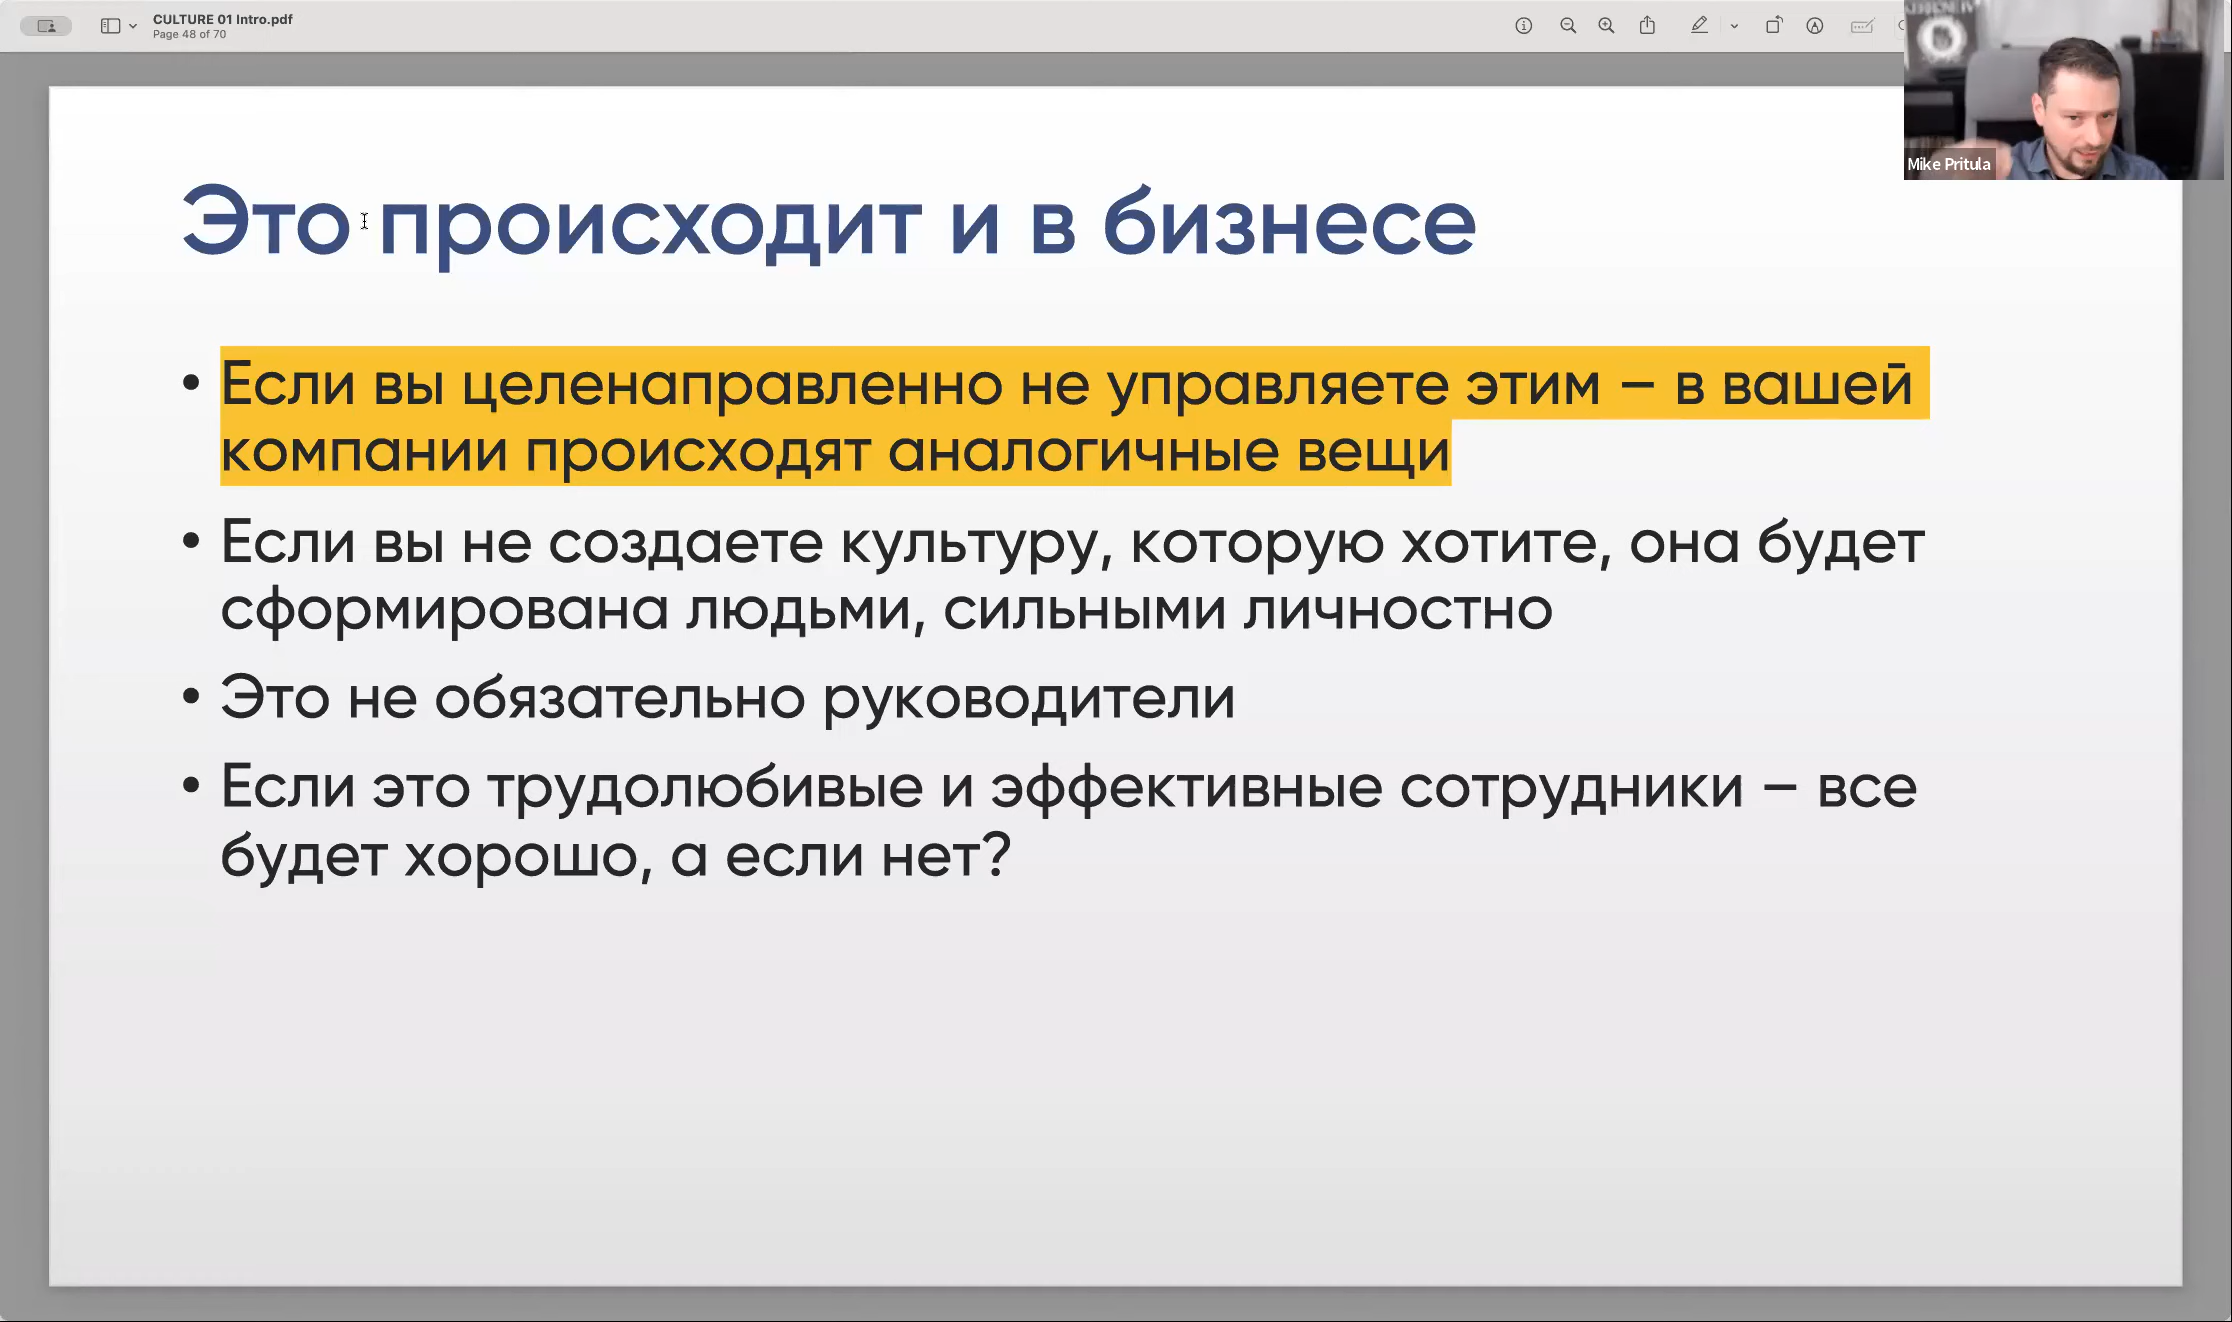 CULTURE 01 Intro.pdf
Page 48 of 70
Mike Pritula
Это происходит и в бизнесе
• Если вы целенаправленно не управляете этим – в вашей
компании происходят аналогичные вещи
• Если вы не создаете культуру, которую хотите, она будет
сформирована людьми, сильными личностно
• Это не обязательно руководители
• Если это трудолюбивые и эффективные сотрудники – все
будет хорошо, а если нет?